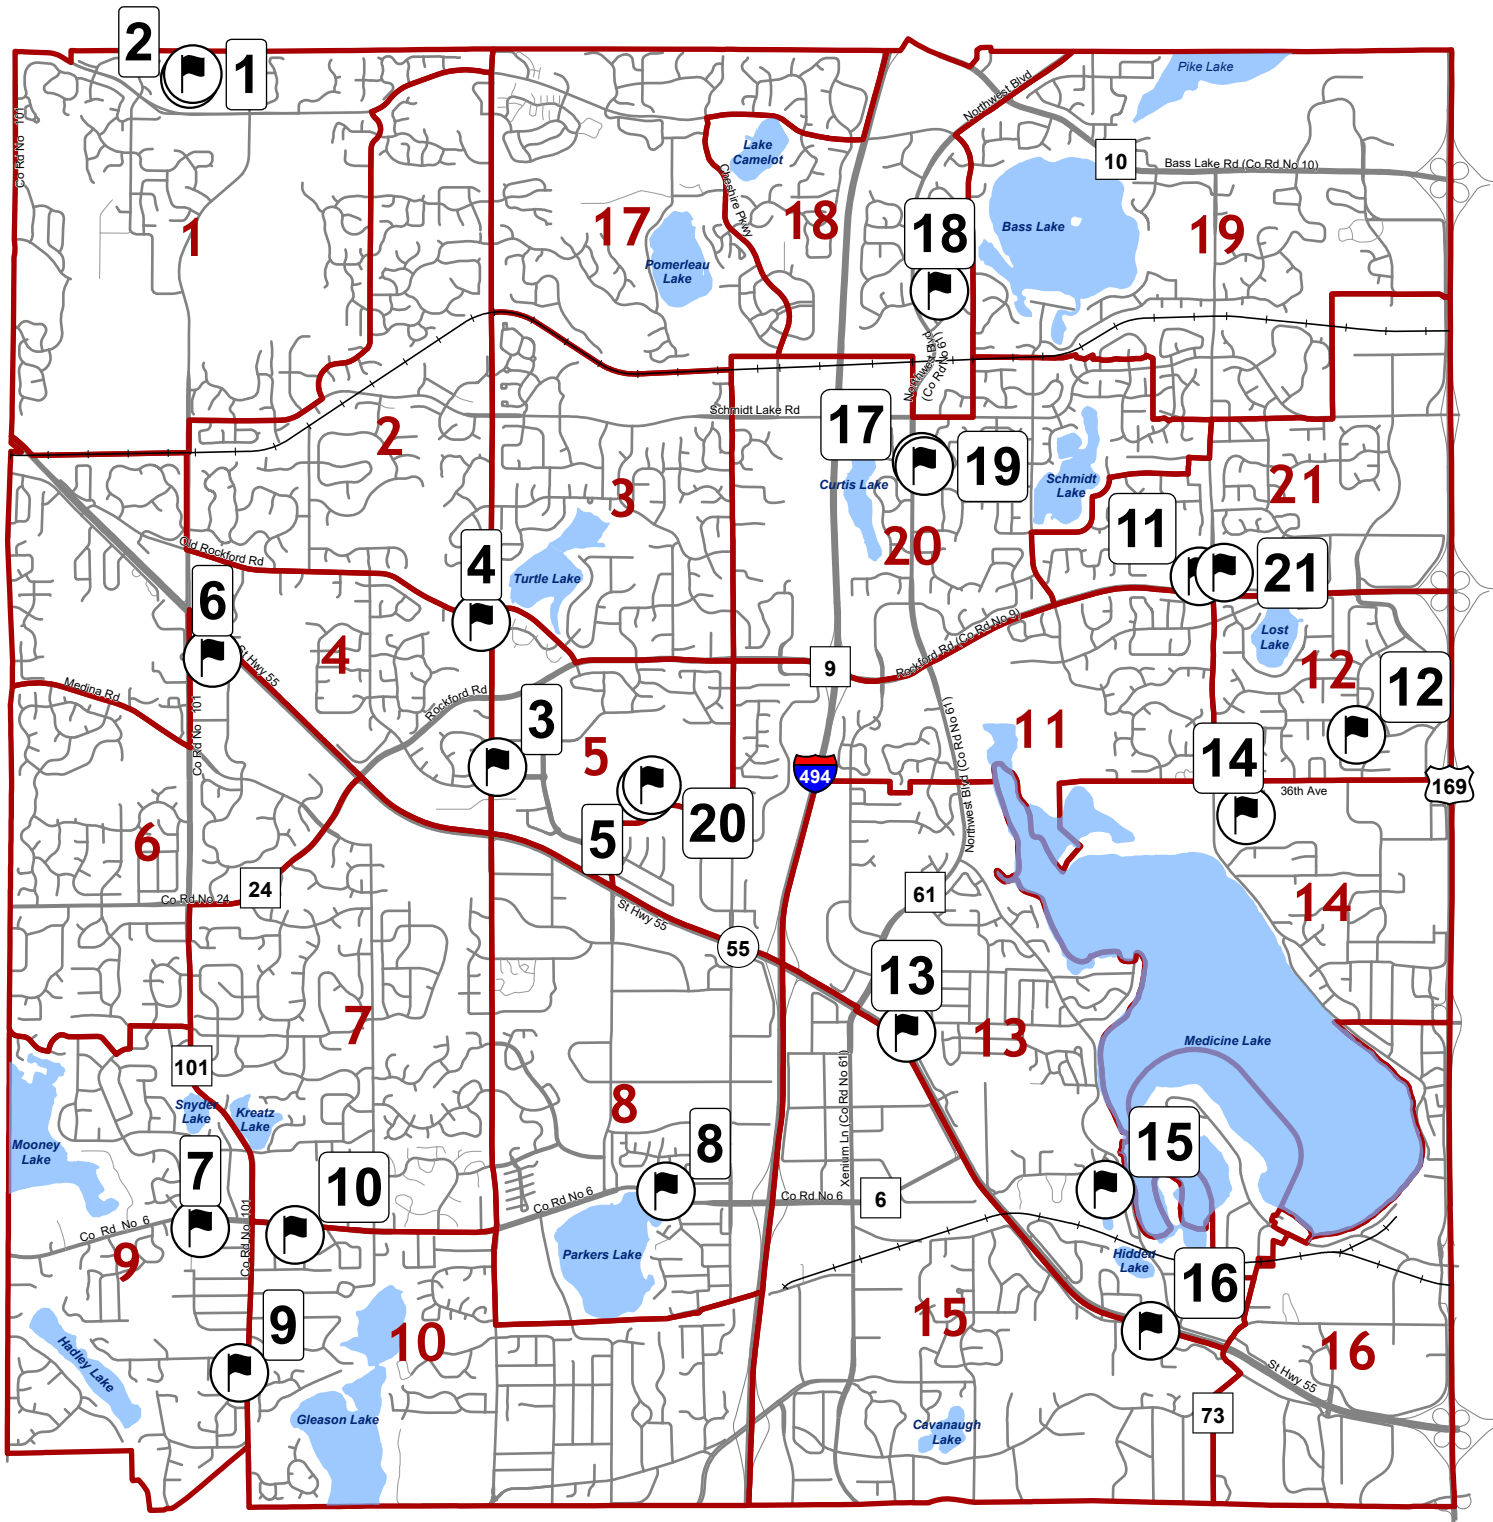 2
1
Co Rd No 101
Pike Lake
Northwest Blvd
10
Bass Lake Rd (Co Rd No 10)
Lake
Camelot
Cheshire Pkwy
1
17
18
18
Bass Lake
19
Pomerleau
Lake
Northwest Blvd
(Co Rd No 61)
Schmidt Lake Rd
17
2
3
19
Curtis Lake
Schmidt
Lake
21
11
20
Old Rockford Rd
4
Turtle Lake
21
6
4
St Hwy 55
Lost
Lake
Rockford Rd (Co Rd No 9)
9
12
12
Medina Rd
Co Rd No 101
Rockford Rd
3
5
11
14
494
169
36th Ave
Northwest Blvd (Co Rd No 61)
5
20
6
24
Co Rd No 24
61
14
St Hwy 55
55
13
7
13
Medicine Lake
101
Snyder
Lake
Kreatz
Lake
8
8
Xenium Ln (Co Rd No 61)
15
Mooney
Lake
7
10
Co Rd No 6
Co Rd No 6
6
Co Rd No 6
Co Rd No 101
9
Parkers Lake
Hidden
Lake
16
9
10
15
16
Hadley Lake
St Hwy 55
Gleason Lake
Cavanaugh
Lake
73